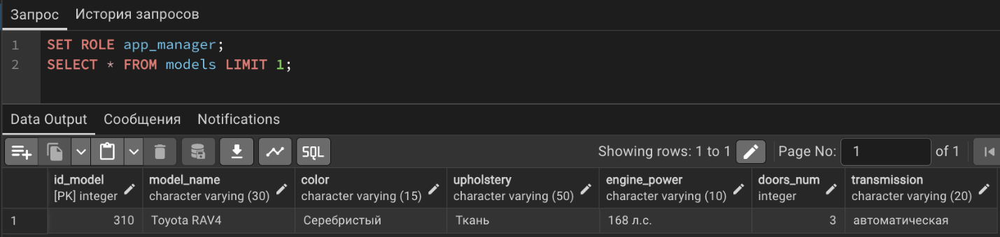 Запрос История запросов
1 SET ROLE app_manager;
2 SELECT * FROM models LIMIT 1;
Data Output Сообщения Notifications
SQL Showing rows: 1 to 1 Page No: 1 of 1
id_model model_name color upholstery engine_power doors_num transmission
[PK] integer character varying (30) character varying (15) character varying (50) character varying (10) integer character varying (20)
1 310 Toyota RAV4 Серебристый Ткань 168 л.с. 3 автоматическая